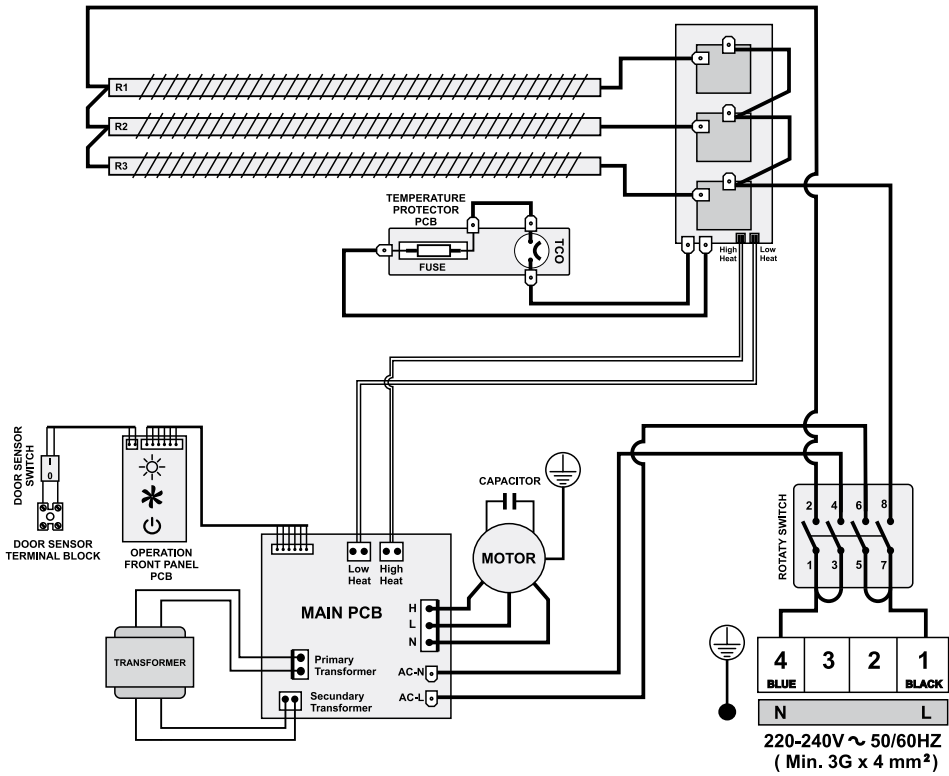 R1
R2
R3
TEMPERATURE
PROTECTOR
PCB
FUSE
TCO
High
Heat
Low
Heat
DOOR SENSOR
SWITCH
I
0
DOOR SENSOR
TERMINAL BLOCK
OPERATION
FRONT PANEL
PCB
CAPACITOR
MOTOR
Low
Heat
High
Heat
MAIN PCB
H
L
N
TRANSFORMER
Primary
Transformer
Secundary
Transformer
AC-N
AC-L
ROTATY SWITCH
2 4 6 8
1 3 5 7
4 3 2 1
BLUE BLACK
N L
220-240V ~ 50/60HZ
( Min. 3G x 4 mm²)